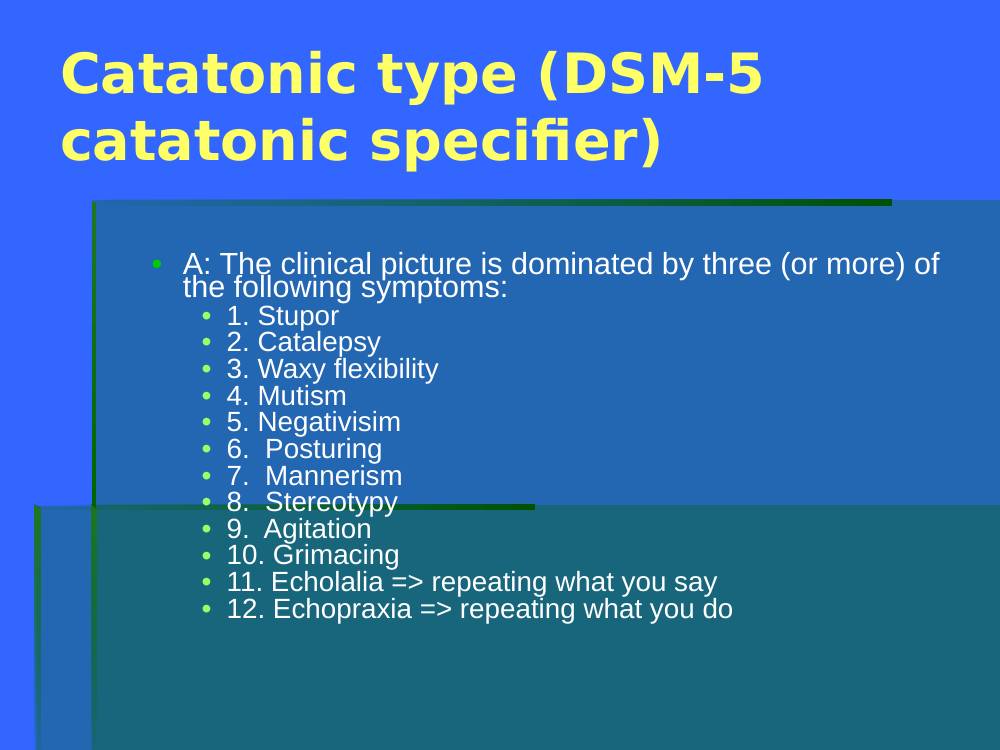 Catatonic type (DSM-5
catatonic specifier)
• A: The clinical picture is dominated by three (or more) of
the following symptoms:
• 1. Stupor
• 2. Catalepsy
• 3. Waxy flexibility
• 4. Mutism
• 5. Negativisim
• 6.  Posturing
• 7.  Mannerism
• 8.  Stereotypy
• 9.  Agitation
• 10. Grimacing
• 11. Echolalia => repeating what you say
• 12. Echopraxia => repeating what you do